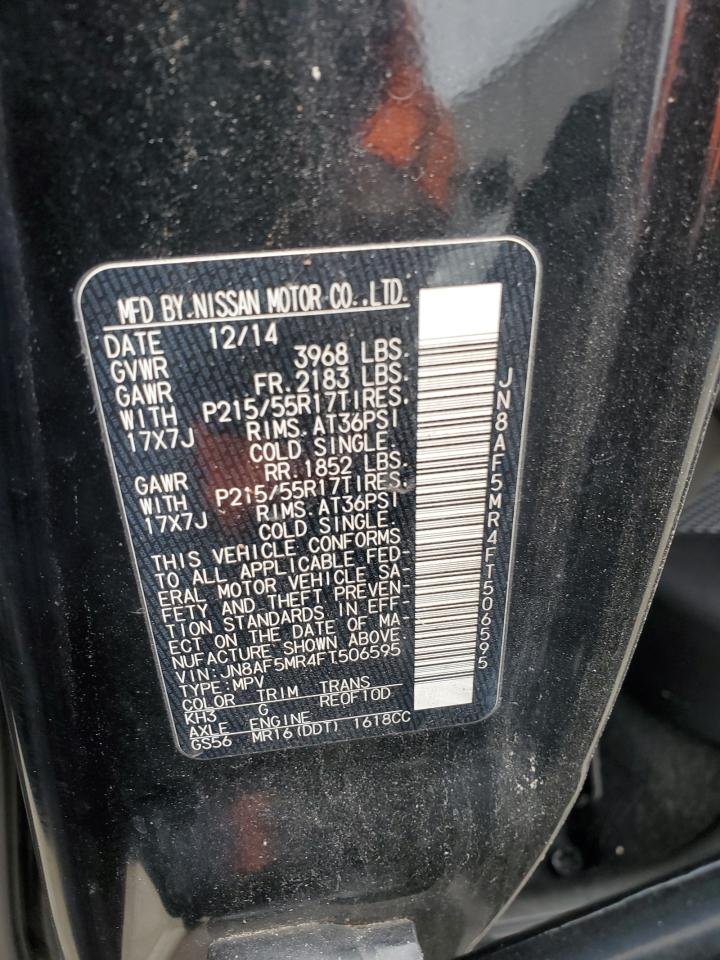 MFD BY.NISSAN MOTOR CO.,LTD.
DATE 12/14
GVWR 3968 LBS.
GAWR FR.2183 LBS.
WITH P215/55R17TIRES.
17X7J RIMS.AT36PSI
COLD SINGLE.
GAWR RR.1852 LBS.
WITH P215/55R17TIRES.
17X7J RIMS.AT36PSI
COLD SINGLE.
THIS VEHICLE CONFORMS
TO ALL APPLICABLE FED-
ERAL MOTOR VEHICLE SA-
FETY AND THEFT PREVEN-
TION STANDARDS IN EFF-
ECT ON THE DATE OF MA-
NUFACTURE SHOWN ABOVE
VIN:JN8AF5MR4FT506595
TYPE:MPV
COLOR TRIM TRANS
KH3 G RE0F10D
AXLE ENGINE
GS56 MR16(DDT) 1618CC
JN8AF5MR4FT506595